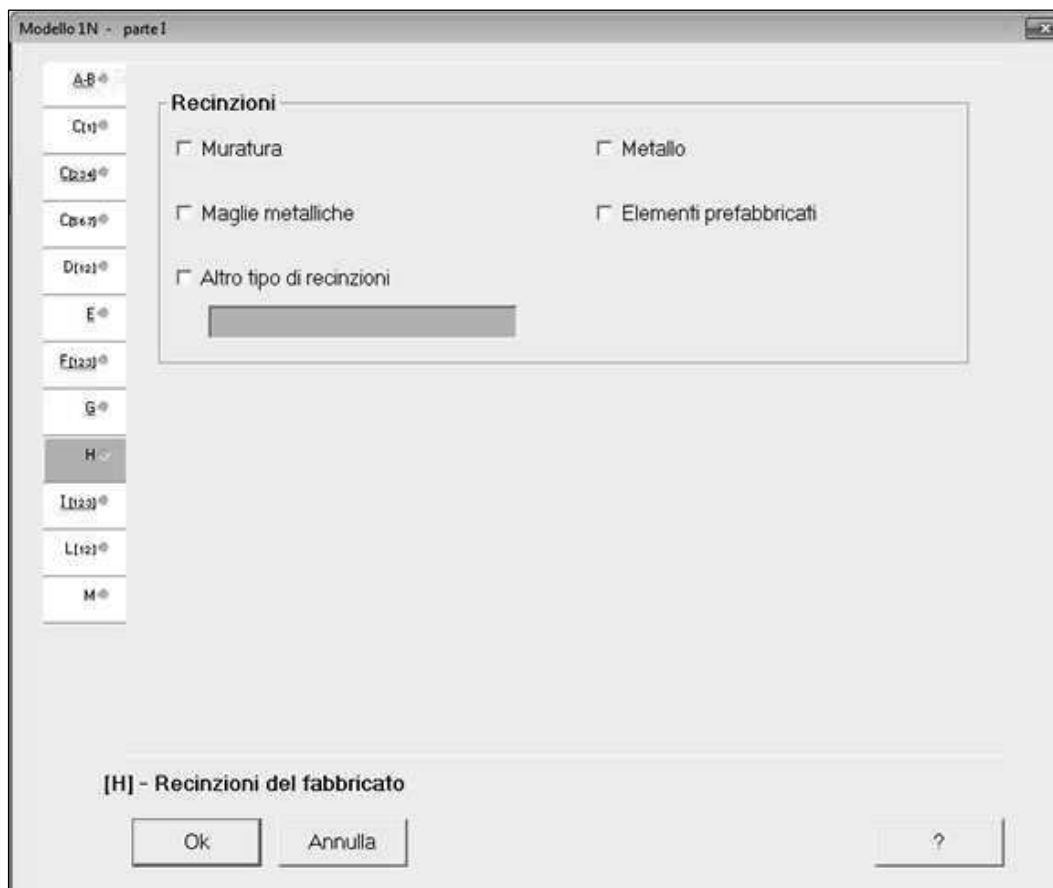 Modello 1N - parte I
A-B
C[1]
C[2,3,4]
C[5 6 7]
D[1 2]
E
F[1 2 3]
G
H
I[1 2 3]
L[1 2]
M
Recinzioni
Muratura
Metallo
Maglie metalliche
Elementi prefabbricati
Altro tipo di recinzioni
[H] - Recinzioni del fabbricato
Ok
Annulla
?